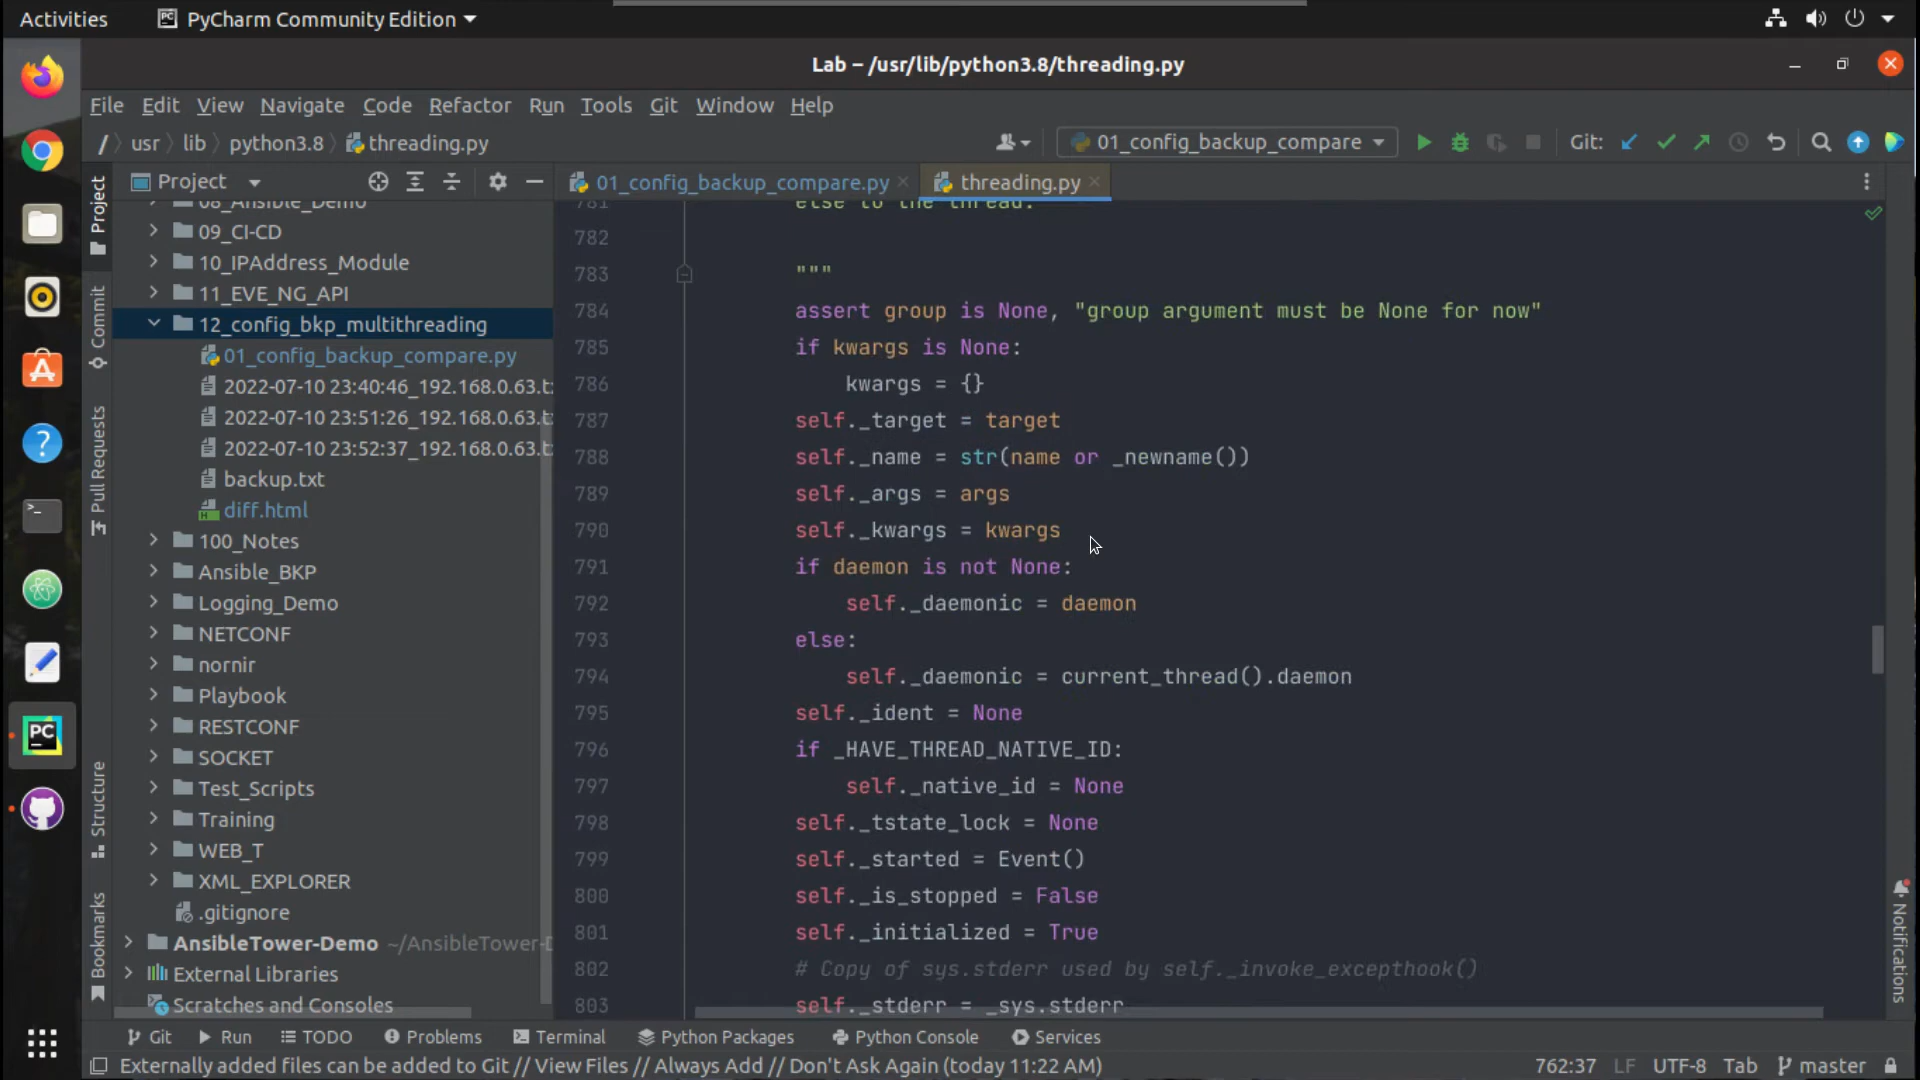 Activities
PyCharm Community Edition
Lab – /usr/lib/python3.8/threading.py
File Edit View Navigate Code Refactor Run Tools Git Window Help
/ usr lib python3.8 threading.py
01_config_backup_compare
Git:
Project
01_config_backup_compare.py
threading.py
Project
Commit
Pull Requests
Structure
Bookmarks
08_Ansible_Demo
09_CI-CD
10_IPAddress_Module
11_EVE_NG_API
12_config_bkp_multithreading
01_config_backup_compare.py
2022-07-10 23:40:46_192.168.0.63.t
2022-07-10 23:51:26_192.168.0.63.t
2022-07-10 23:52:37_192.168.0.63.t
backup.txt
diff.html
100_Notes
Ansible_BKP
Logging_Demo
NETCONF
nornir
Playbook
RESTCONF
SOCKET
Test_Scripts
Training
WEB_T
XML_EXPLORER
.gitignore
AnsibleTower-Demo ~/AnsibleTower-D
External Libraries
Scratches and Consoles
781 else to the thread.
782
783 """
784 assert group is None, "group argument must be None for now"
785 if kwargs is None:
786 kwargs = {}
787 self._target = target
788 self._name = str(name or _newname())
789 self._args = args
790 self._kwargs = kwargs
791 if daemon is not None:
792 self._daemonic = daemon
793 else:
794 self._daemonic = current_thread().daemon
795 self._ident = None
796 if _HAVE_THREAD_NATIVE_ID:
797 self._native_id = None
798 self._tstate_lock = None
799 self._started = Event()
800 self._is_stopped = False
801 self._initialized = True
802 # Copy of sys.stderr used by self._invoke_excepthook()
803 self._stderr = _sys.stderr
Notifications
Git Run TODO Problems Terminal Python Packages Python Console Services
Externally added files can be added to Git // View Files // Always Add // Don't Ask Again (today 11:22 AM)
762:37 LF UTF-8 Tab master